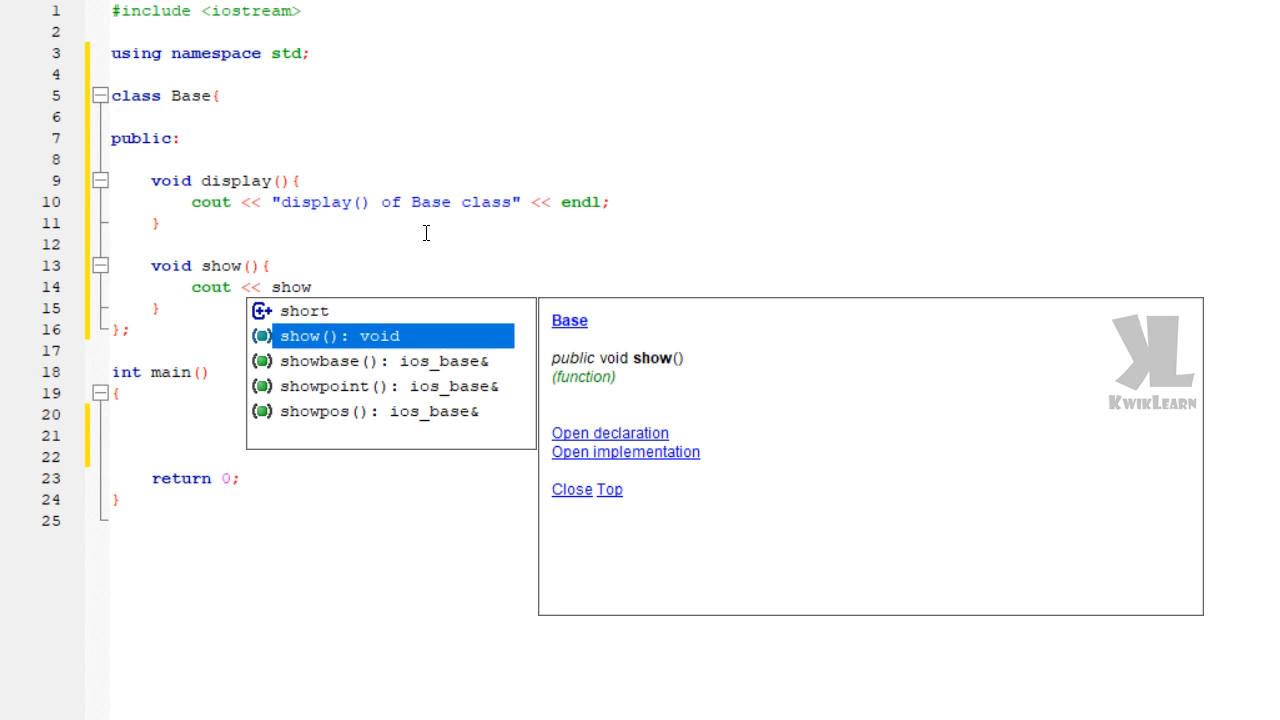 1 #include <iostream>
2
3 using namespace std;
4
5 class Base{
6
7 public:
8
9 void display(){
10 cout << "display() of Base class" << endl;
11 }
12
13 void show(){
14 cout << show
15 }
16 };
17
18 int main()
19 {
20
21
22
23 return 0;
24 }
25
short
show(): void
showbase(): ios_base&
showpoint(): ios_base&
showpos(): ios_base&
Base
public void show()
(function)
Open declaration
Open implementation
Close Top
KL
KWIKLEARN